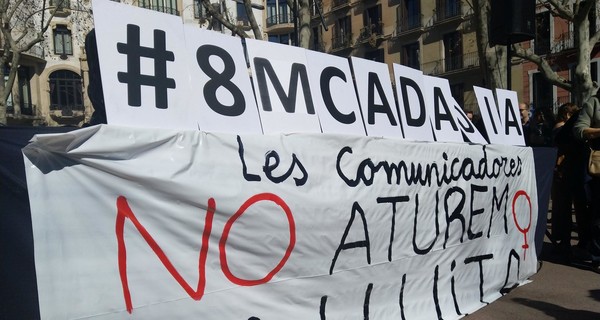 #8MCADADIA
Les comunicadores
NO ATUREM